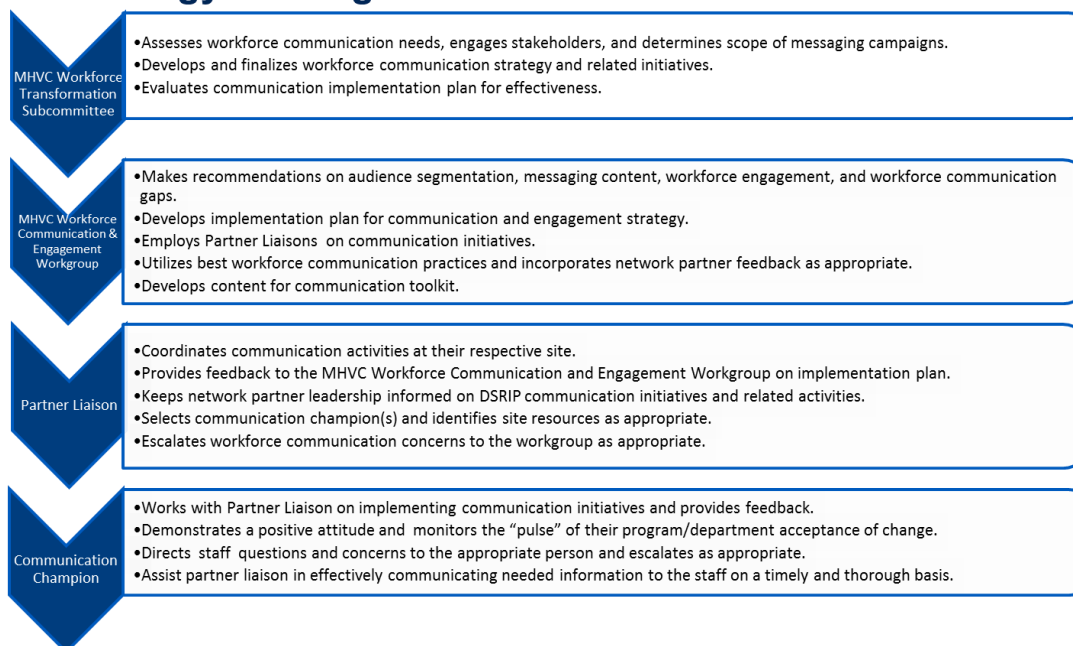 MHVC Workforce
Transformation
Subcommittee
•Assesses workforce communication needs, engages stakeholders, and determines scope of messaging campaigns.
•Develops and finalizes workforce communication strategy and related initiatives.
•Evaluates communication implementation plan for effectiveness.
MHVC Workforce
Communication &
Engagement
Workgroup
•Makes recommendations on audience segmentation, messaging content, workforce engagement, and workforce communication
gaps.
•Develops implementation plan for communication and engagement strategy.
•Employs Partner Liaisons on communication initiatives.
•Utilizes best workforce communication practices and incorporates network partner feedback as appropriate.
•Develops content for communication toolkit.
Partner Liaison
•Coordinates communication activities at their respective site.
•Provides feedback to the MHVC Workforce Communication and Engagement Workgroup on implementation plan.
•Keeps network partner leadership informed on DSRIP communication initiatives and related activities.
•Selects communication champion(s) and identifies site resources as appropriate.
•Escalates workforce communication concerns to the workgroup as appropriate.
Communication
Champion
•Works with Partner Liaison on implementing communication initiatives and provides feedback.
•Demonstrates a positive attitude and monitors the “pulse” of their program/department acceptance of change.
•Directs staff questions and concerns to the appropriate person and escalates as appropriate.
•Assist partner liaison in effectively communicating needed information to the staff on a timely and thorough basis.